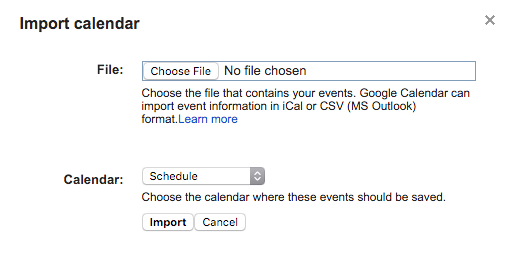 Import calendar ×
File: Choose File No file chosen
Choose the file that contains your events. Google Calendar can
import event information in iCal or CSV (MS Outlook)
format.Learn more
Calendar: Schedule
Choose the calendar where these events should be saved.
Import Cancel